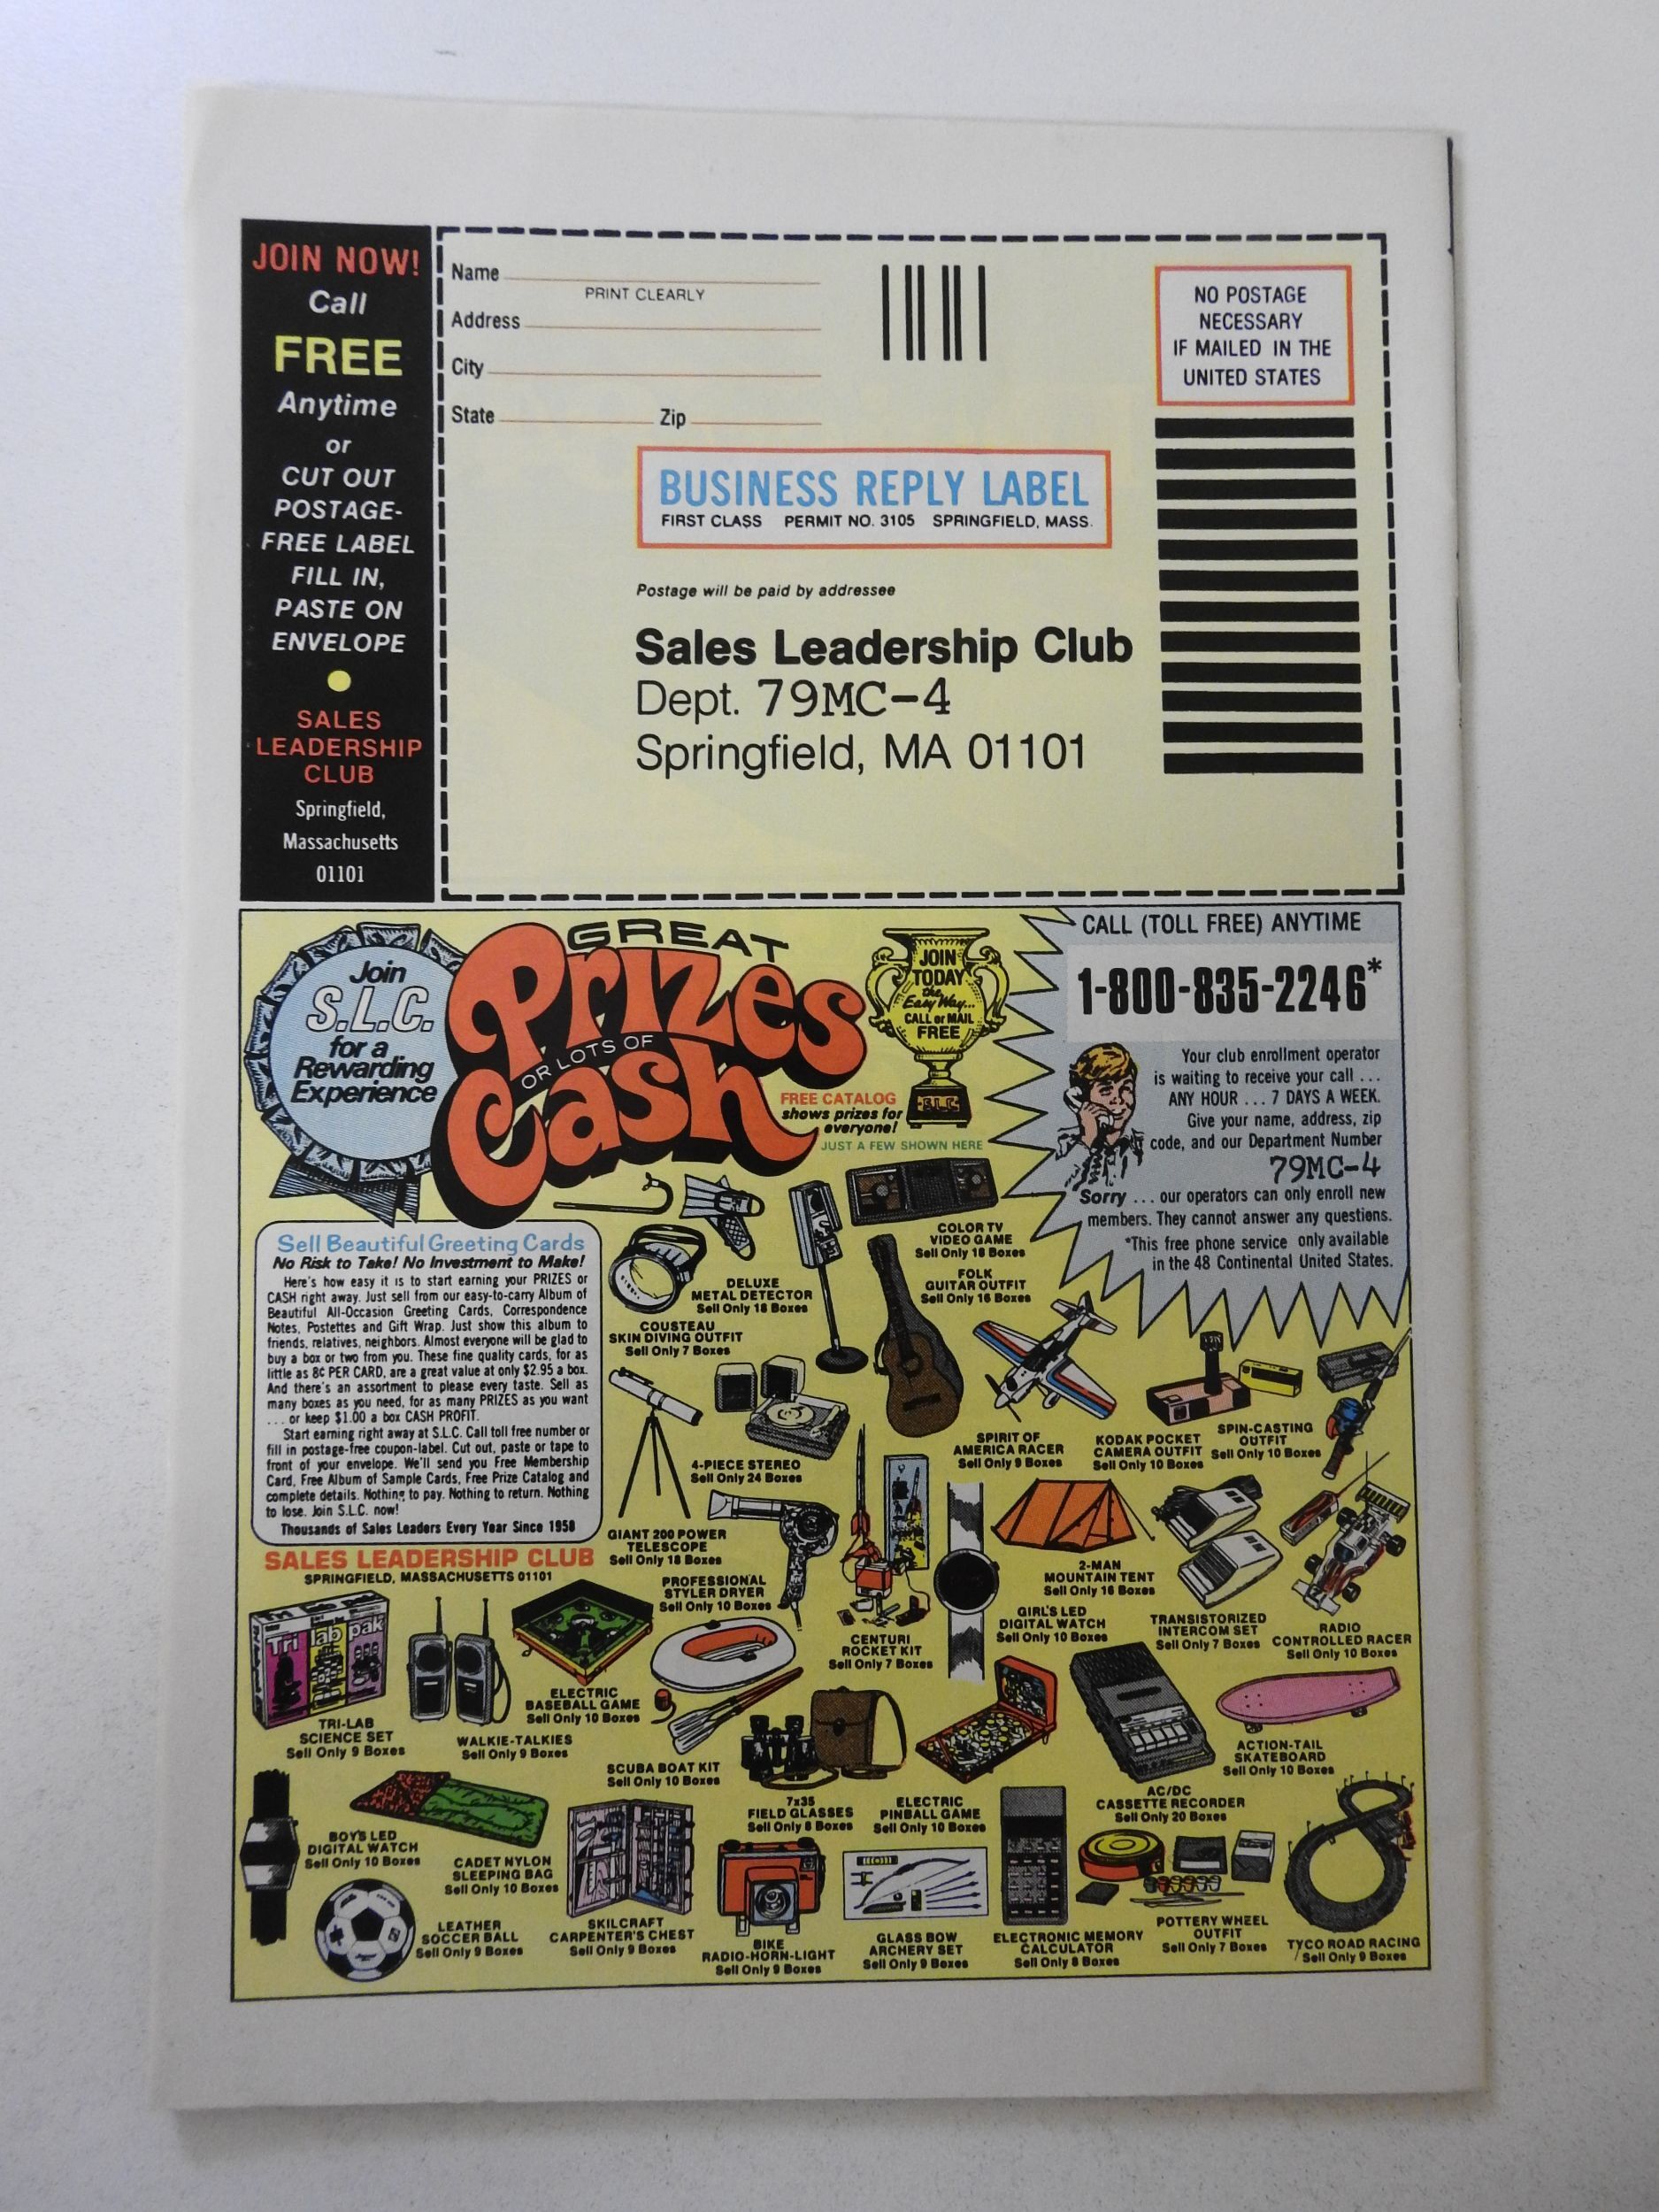 JOIN NOW!
Call
FREE
Anytime
or
CUT OUT
POSTAGE-
FREE LABEL
FILL IN,
PASTE ON
ENVELOPE
SALES
LEADERSHIP
CLUB
Springfield,
Massachusetts
01101
Name
PRINT CLEARLY
Address
City
State Zip
NO POSTAGE
NECESSARY
IF MAILED IN THE
UNITED STATES
BUSINESS REPLY LABEL
FIRST CLASS PERMIT NO. 3105 SPRINGFIELD, MASS.
Postage will be paid by addressee
Sales Leadership Club
Dept. 79MC-4
Springfield, MA 01101
Join
S.L.C.
for a
Rewarding
Experience
GREAT
Prizes
OR LOTS OF
Cash
JOIN
TODAY
the
Easy Way...
CALL or MAIL
FREE
SLC
FREE CATALOG
shows prizes for
everyone!
JUST A FEW SHOWN HERE
CALL (TOLL FREE) ANYTIME
1-800-835-2246*
Your club enrollment operator
is waiting to receive your call ...
ANY HOUR ... 7 DAYS A WEEK.
Give your name, address, zip
code, and our Department Number
79MC-4
Sorry ... our operators can only enroll new
members. They cannot answer any questions.
*This free phone service only available
in the 48 Continental United States.
Sell Beautiful Greeting Cards
No Risk to Take! No Investment to Make!
Here's how easy it is to start earning your PRIZES or
CASH right away. Just sell from our easy-to-carry Album of
Beautiful All-Occasion Greeting Cards, Correspondence
Notes, Postettes and Gift Wrap. Just show this album to
friends, relatives, neighbors. Almost everyone will be glad to
buy a box or two from you. These fine quality cards, for as
little as 8¢ PER CARD, are a great value at only $2.95 a box.
And there's an assortment to please every taste. Sell as
many boxes as you need, for as many PRIZES as you want
... or keep $1.00 a box CASH PROFIT.
Start earning right away at S.L.C. Call toll free number or
fill in postage-free coupon-label. Cut out, paste or tape to
front of your envelope. We'll send you Free Membership
Card, Free Album of Sample Cards, Free Prize Catalog and
complete details. Nothing to pay. Nothing to return. Nothing
to lose. Join S.L.C. now!
Thousands of Sales Leaders Every Year Since 1958
SALES LEADERSHIP CLUB
SPRINGFIELD, MASSACHUSETTS 01101
COLOR TV
VIDEO GAME
Sell Only 18 Boxes
DELUXE
METAL DETECTOR
Sell Only 18 Boxes
FOLK
GUITAR OUTFIT
Sell Only 16 Boxes
COUSTEAU
SKIN DIVING OUTFIT
Sell Only 7 Boxes
4-PIECE STEREO
Sell Only 24 Boxes
SPIRIT OF
AMERICA RACER
Sell Only 9 Boxes
KODAK POCKET
CAMERA OUTFIT
Sell Only 10 Boxes
SPIN-CASTING
OUTFIT
Sell Only 10 Boxes
GIANT 200 POWER
TELESCOPE
Sell Only 18 Boxes
PROFESSIONAL
STYLER DRYER
Sell Only 10 Boxes
CENTURI
ROCKET KIT
Sell Only 7 Boxes
2-MAN
MOUNTAIN TENT
Sell Only 16 Boxes
GIRL'S LED
DIGITAL WATCH
Sell Only 10 Boxes
TRANSISTORIZED
INTERCOM SET
Sell Only 7 Boxes
RADIO
CONTROLLED RACER
Sell Only 10 Boxes
Tri lab pak
TRI-LAB
SCIENCE SET
Sell Only 9 Boxes
WALKIE-TALKIES
Sell Only 9 Boxes
ELECTRIC
BASEBALL GAME
Sell Only 10 Boxes
SCUBA BOAT KIT
Sell Only 10 Boxes
7x35
FIELD GLASSES
Sell Only 8 Boxes
ELECTRIC
PINBALL GAME
Sell Only 10 Boxes
AC/DC
CASSETTE RECORDER
Sell Only 20 Boxes
ACTION-TAIL
SKATEBOARD
Sell Only 10 Boxes
BOY'S LED
DIGITAL WATCH
Sell Only 10 Boxes
CADET NYLON
SLEEPING BAG
Sell Only 10 Boxes
LEATHER
SOCCER BALL
Sell Only 9 Boxes
SKILCRAFT
CARPENTER'S CHEST
Sell Only 9 Boxes
BIKE
RADIO-HORN-LIGHT
Sell Only 9 Boxes
GLASS BOW
ARCHERY SET
Sell Only 9 Boxes
ELECTRONIC MEMORY
CALCULATOR
Sell Only 8 Boxes
POTTERY WHEEL
OUTFIT
Sell Only 7 Boxes
TYCO ROAD RACING
Sell Only 9 Boxes